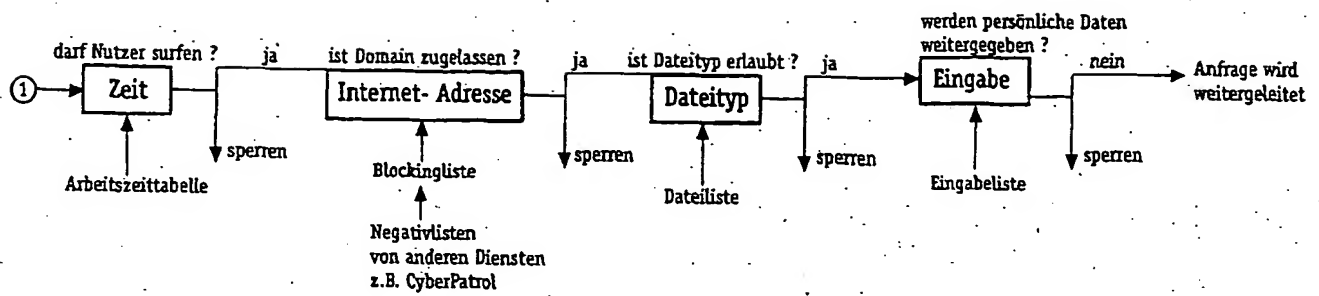 darf Nutzer surfen ?
1
Zeit
Arbeitszeittabelle
ja
sperren
ist Domain zugelassen ?
Internet- Adresse
Blockingliste
Negativlisten
von anderen Diensten
z.B. CyberPatrol
ja
sperren
ist Dateityp erlaubt ?
Dateityp
Dateiliste
ja
sperren
werden persönliche Daten
weitergegeben ?
Eingabe
Eingabeliste
nein
sperren
Anfrage wird
weitergeleitet